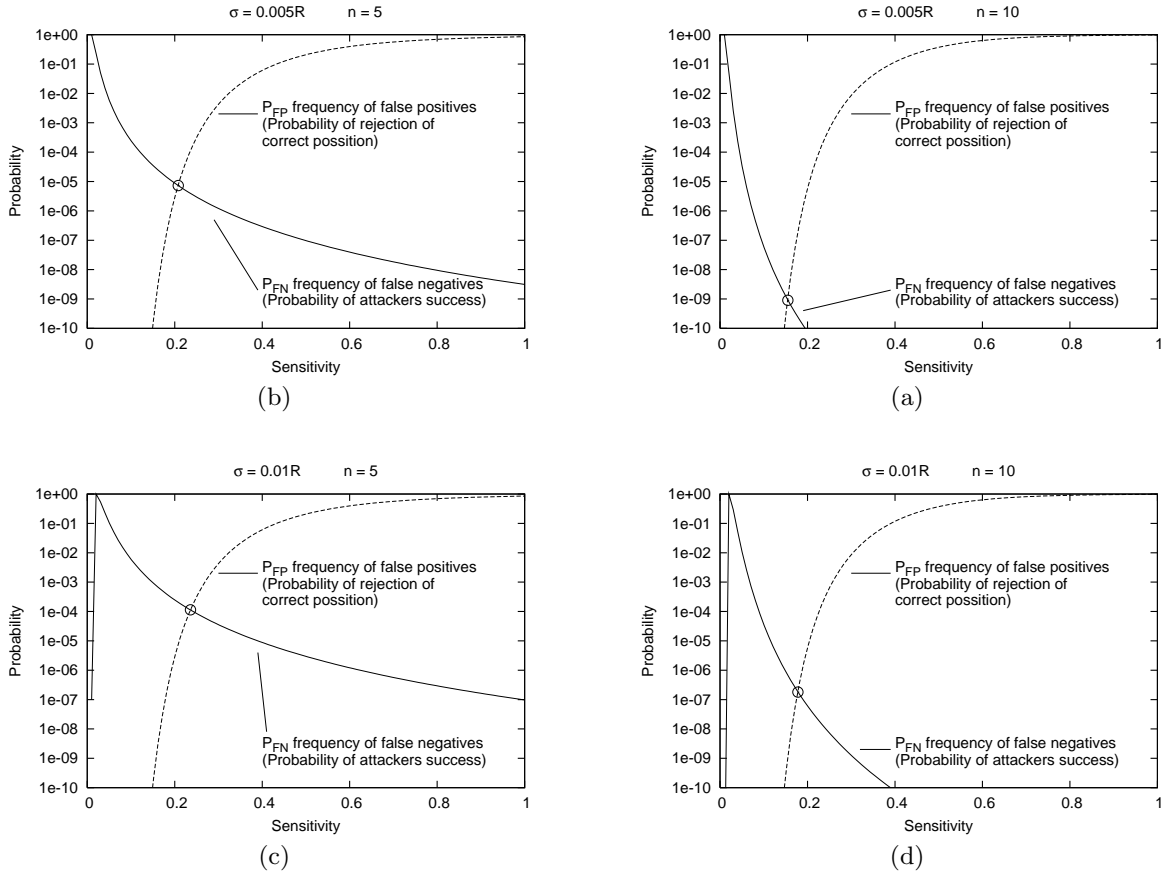 σ = 0.005R n = 5
1e+00
1e-01
1e-02
1e-03
1e-04
1e-05
1e-06
1e-07
1e-08
1e-09
1e-10
Probability
P_FP frequency of false positives
(Probability of rejection of
correct possition)
P_FN frequency of false negatives
(Probability of attackers success)
0 0.2 0.4 0.6 0.8 1
Sensitivity
(b)
σ = 0.005R n = 10
1e+00
1e-01
1e-02
1e-03
1e-04
1e-05
1e-06
1e-07
1e-08
1e-09
1e-10
Probability
P_FP frequency of false positives
(Probability of rejection of
correct possition)
P_FN frequency of false negatives
(Probability of attackers success)
0 0.2 0.4 0.6 0.8 1
Sensitivity
(a)
σ = 0.01R n = 5
1e+00
1e-01
1e-02
1e-03
1e-04
1e-05
1e-06
1e-07
1e-08
1e-09
1e-10
Probability
P_FP frequency of false positives
(Probability of rejection of
correct possition)
P_FN frequency of false negatives
(Probability of attackers success)
0 0.2 0.4 0.6 0.8 1
Sensitivity
(c)
σ = 0.01R n = 10
1e+00
1e-01
1e-02
1e-03
1e-04
1e-05
1e-06
1e-07
1e-08
1e-09
1e-10
Probability
P_FP frequency of false positives
(Probability of rejection of
correct possition)
P_FN frequency of false negatives
(Probability of attackers success)
0 0.2 0.4 0.6 0.8 1
Sensitivity
(d)